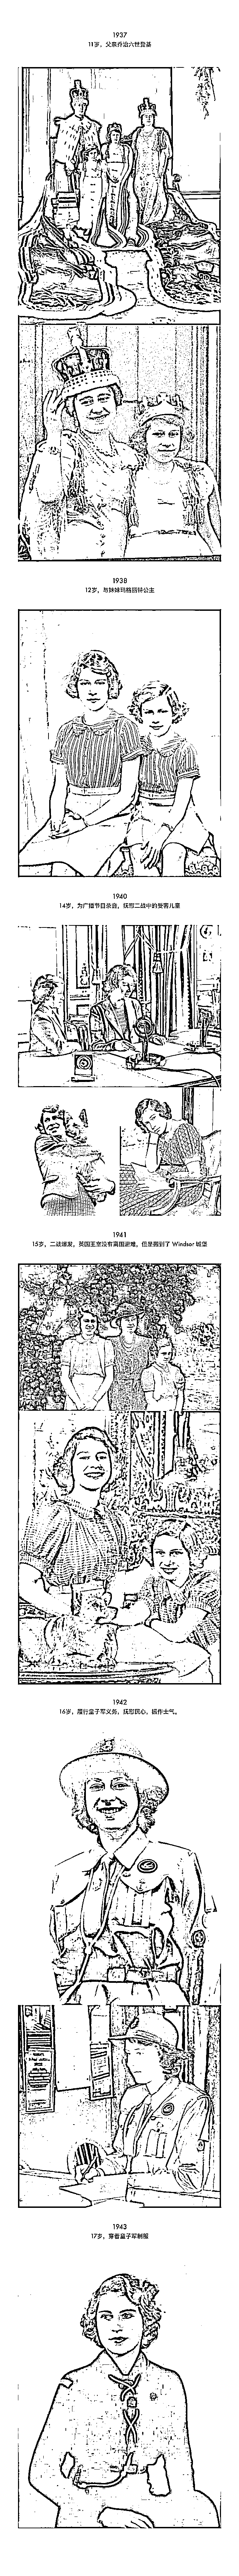 1937
11岁，父亲乔治六世登基
1938
12岁，与妹妹玛格丽特公主
1940
14岁，为广播节目录音，抚慰二战中的受害儿童
1941
15岁，二战爆发，英国王室没有离国避难，但是搬到了 Windsor 城堡
1942
16岁，履行童子军义务，抚慰民心，振作士气。
1943
17岁，穿着童子军制服